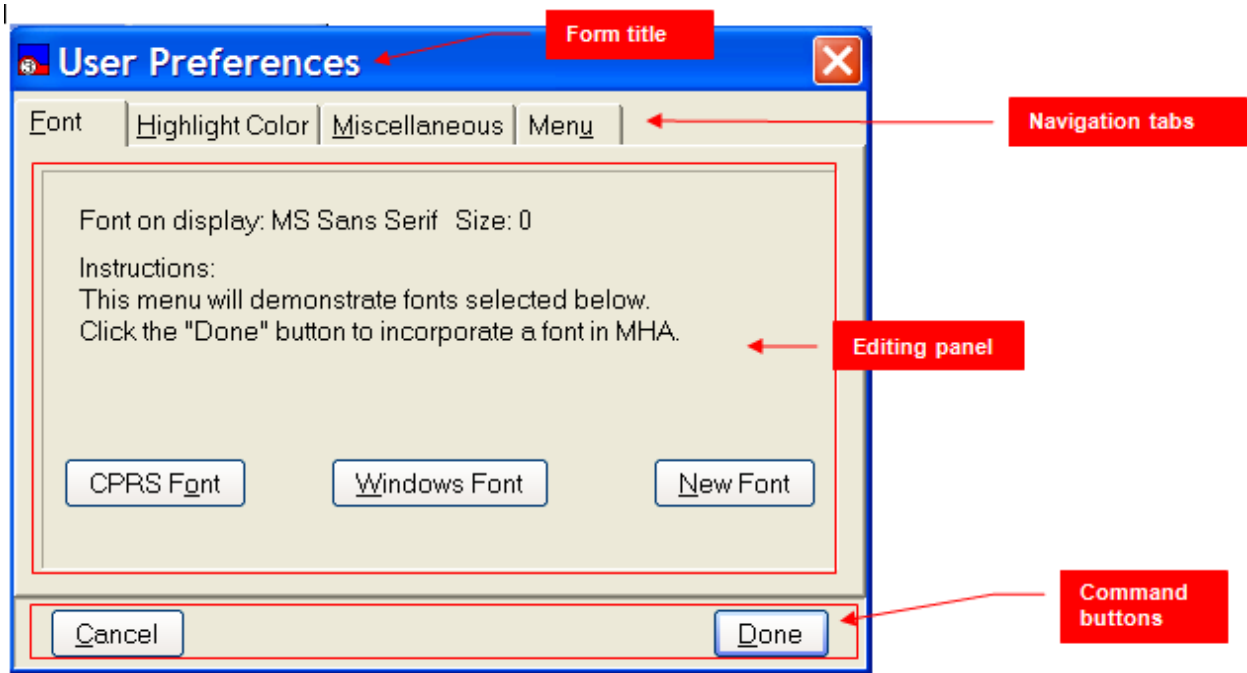 Form title
3
User Preferences
Font Highlight Color Miscellaneous Menu
Navigation tabs
Font on display: MS Sans Serif Size: 0
Instructions:
This menu will demonstrate fonts selected below.
Click the "Done" button to incorporate a font in MHA.
Editing panel
CPRS Font Windows Font New Font
Command
buttons
Cancel Done